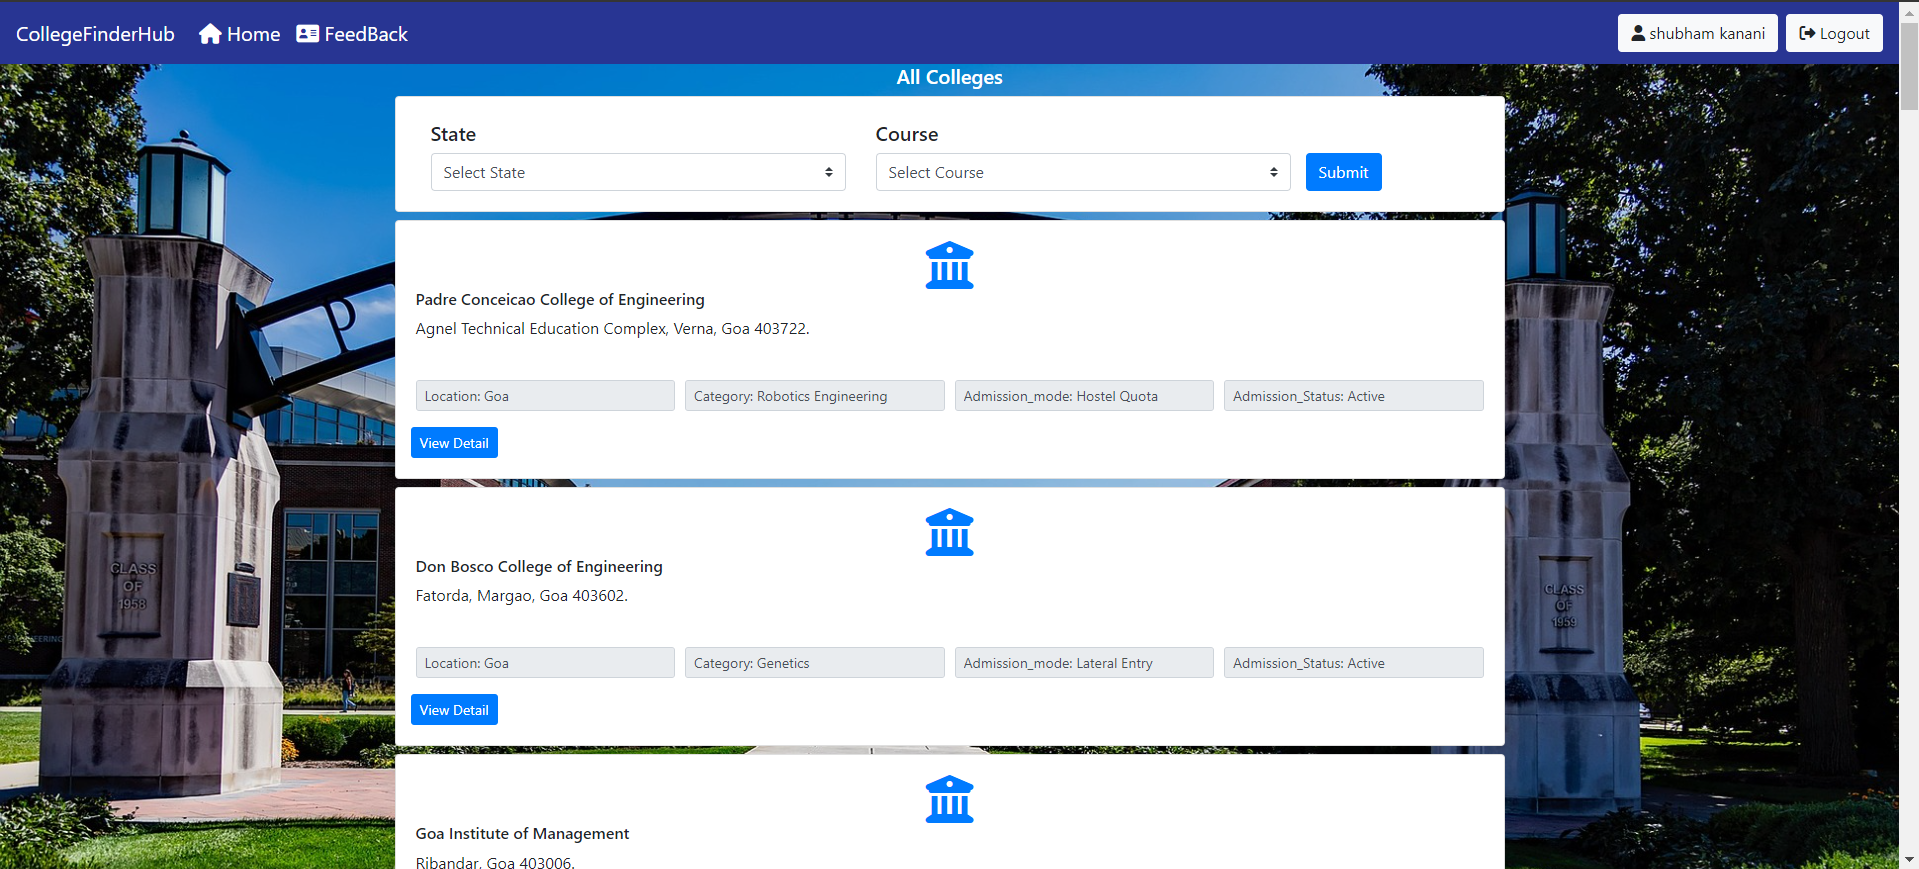 CollegeFinderHub Home FeedBack shubham kanani Logout
All Colleges
State Course
Select State Select Course Submit
Padre Conceicao College of Engineering
Agnel Technical Education Complex, Verna, Goa 403722.
Location: Goa Category: Robotics Engineering Admission_mode: Hostel Quota Admission_Status: Active
View Detail
Don Bosco College of Engineering
Fatorda, Margao, Goa 403602.
Location: Goa Category: Genetics Admission_mode: Lateral Entry Admission_Status: Active
View Detail
Goa Institute of Management
Ribandar, Goa 403006.
CLASS
OF
1958
CLASS
OF
1959
ENGINEERING